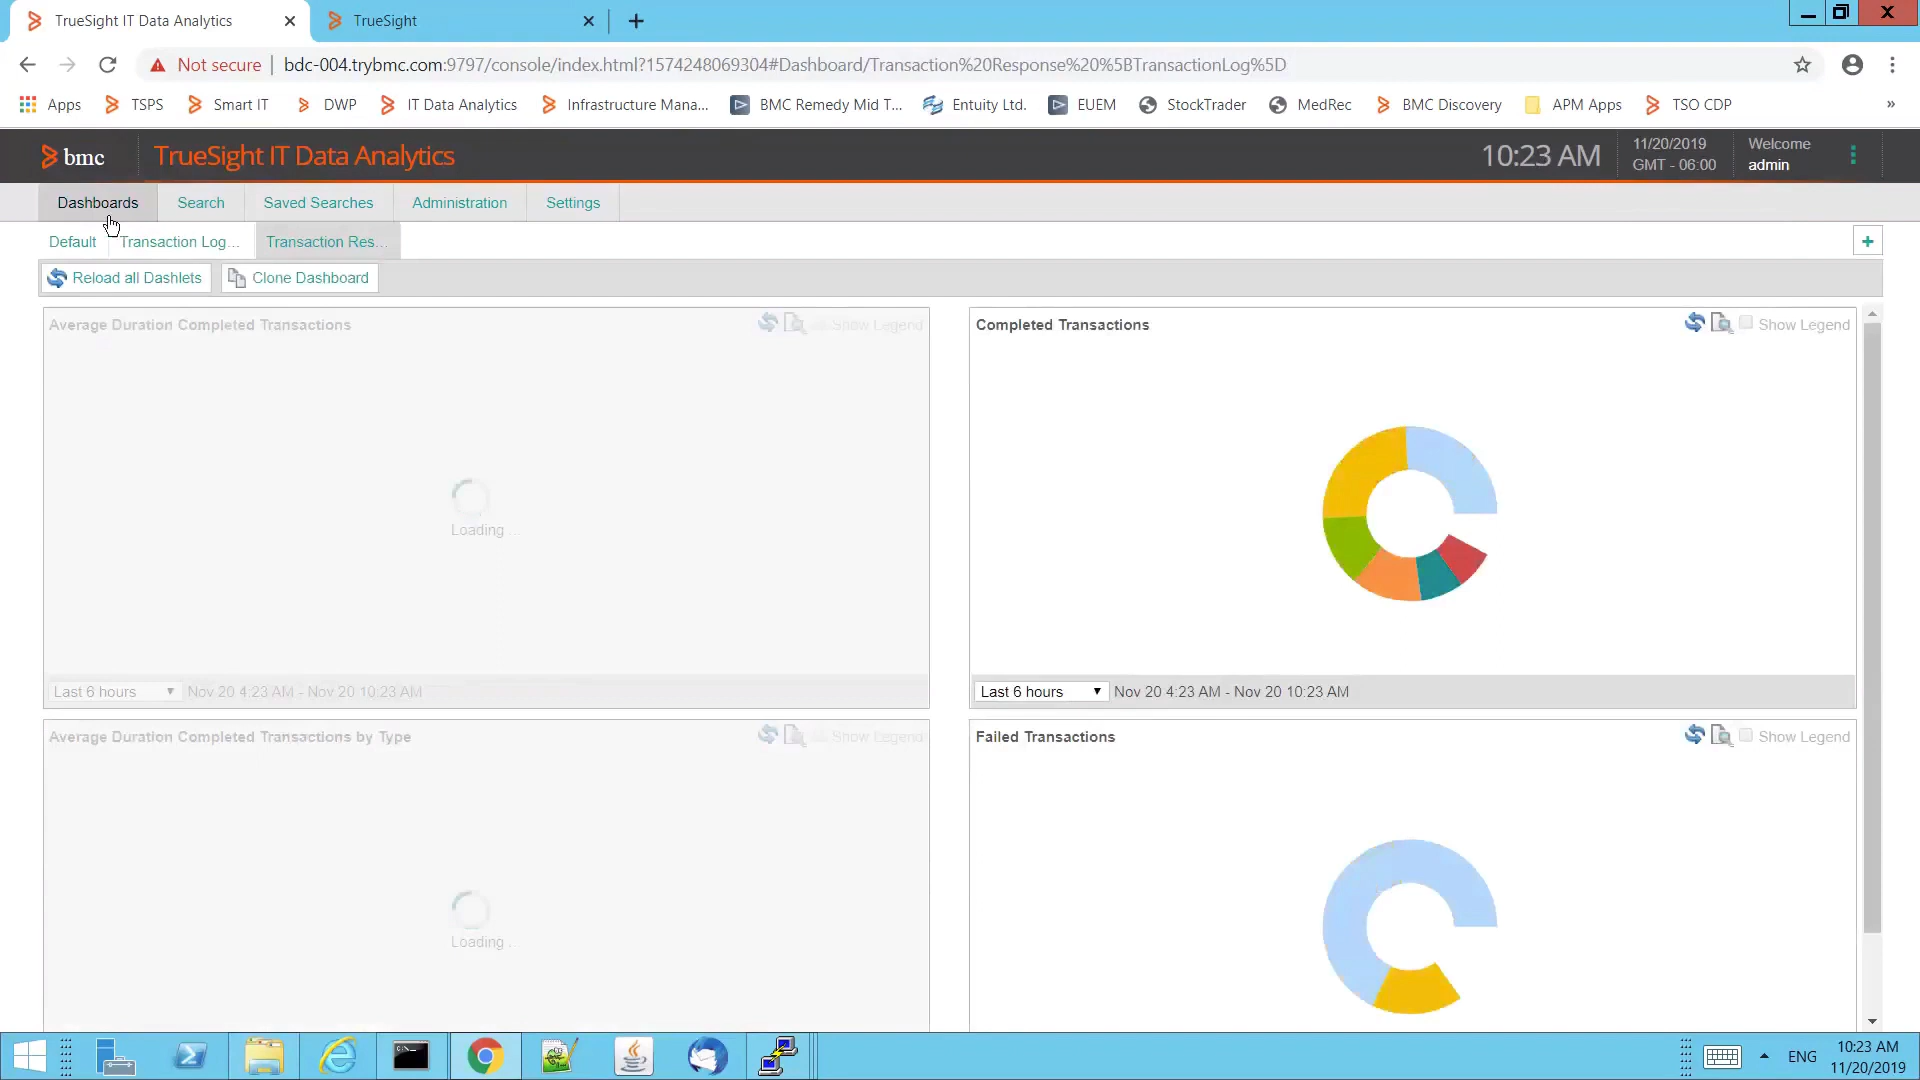 TrueSight IT Data Analytics
TrueSight
Not secure
bdc-004.trybmc.com:9797/console/index.html?1574248069304#Dashboard/Transaction%20Response%20%5BTransactionLog%5D
Apps
TSPS
Smart IT
DWP
IT Data Analytics
Infrastructure Mana...
BMC Remedy Mid T...
Entuity Ltd.
EUEM
StockTrader
MedRec
BMC Discovery
APM Apps
TSO CDP
»
bmc
TrueSight IT Data Analytics
10:23 AM
11/20/2019
GMT - 06:00
Welcome
admin
Dashboards
Search
Saved Searches
Administration
Settings
Default
Transaction Log...
Transaction Res...
Reload all Dashlets
Clone Dashboard
Average Duration Completed Transactions
Show Legend
Loading ...
Last 6 hours
Nov 20 4:23 AM - Nov 20 10:23 AM
Completed Transactions
Show Legend
Last 6 hours
Nov 20 4:23 AM - Nov 20 10:23 AM
Average Duration Completed Transactions by Type
Show Legend
Loading ...
Failed Transactions
Show Legend
ENG
10:23 AM
11/20/2019